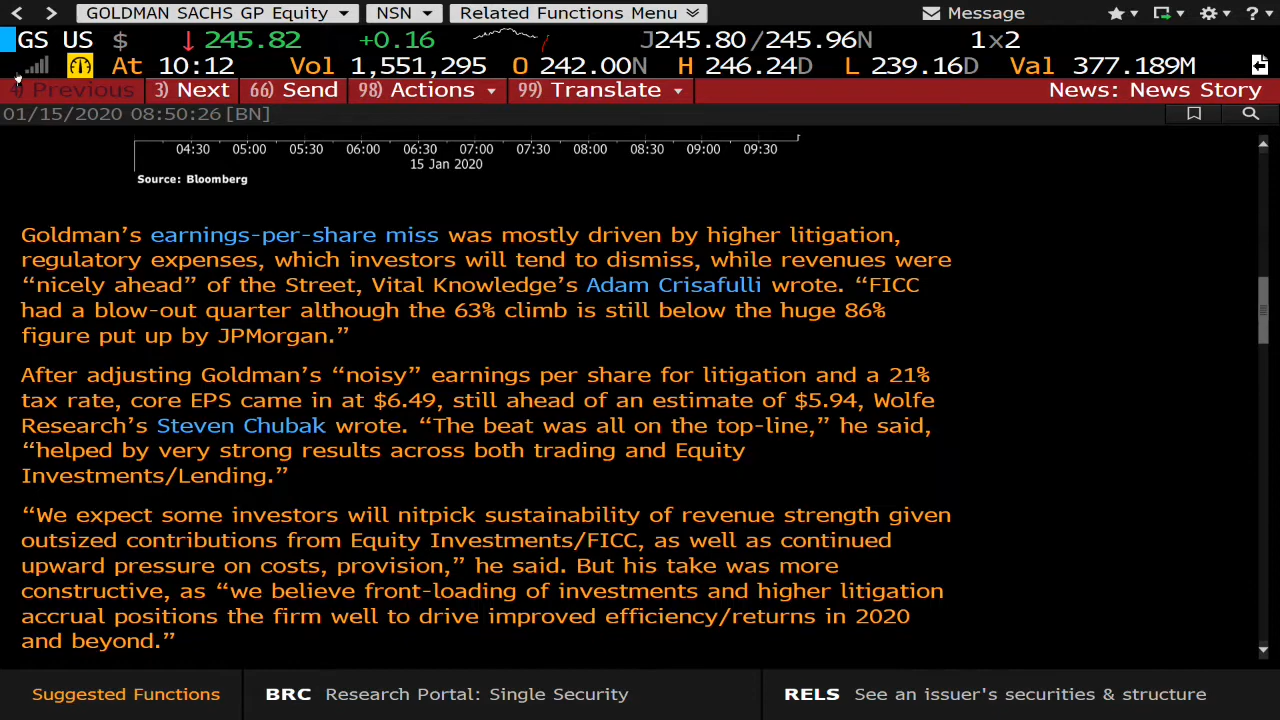 GOLDMAN SACHS GP Equity NSN Related Functions Menu Message
GS US $ ↓ 245.82 +0.16 J245.80/245.96N 1x2
At 10:12 Vol 1,551,295 O 242.00N H 246.24D L 239.16D Val 377.189M
4) Previous 3) Next 66) Send 98) Actions 99) Translate News: News Story
01/15/2020 08:50:26 [BN]
04:30 05:00 05:30 06:00 06:30 07:00 07:30 08:00 08:30 09:00 09:30
15 Jan 2020
Source: Bloomberg
Goldman’s earnings-per-share miss was mostly driven by higher litigation,
regulatory expenses, which investors will tend to dismiss, while revenues were
“nicely ahead” of the Street, Vital Knowledge’s Adam Crisafulli wrote. “FICC
had a blow-out quarter although the 63% climb is still below the huge 86%
figure put up by JPMorgan.”
After adjusting Goldman’s “noisy” earnings per share for litigation and a 21%
tax rate, core EPS came in at $6.49, still ahead of an estimate of $5.94, Wolfe
Research’s Steven Chubak wrote. “The beat was all on the top-line,” he said,
“helped by very strong results across both trading and Equity
Investments/Lending.”
“We expect some investors will nitpick sustainability of revenue strength given
outsized contributions from Equity Investments/FICC, as well as continued
upward pressure on costs, provision,” he said. But his take was more
constructive, as “we believe front-loading of investments and higher litigation
accrual positions the firm well to drive improved efficiency/returns in 2020
and beyond.”
Suggested Functions BRC Research Portal: Single Security RELS See an issuer's securities & structure